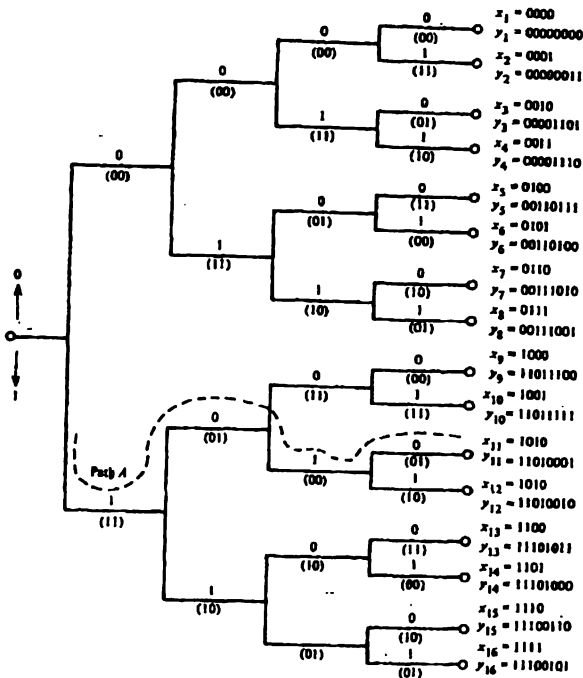 0 x₁ = 0000
0 (00) y₁ = 00000000
(00) 1 x₂ = 0001
(11) y₂ = 00000011
0
(00)
0 x₃ = 0010
1 (01) y₃ = 00001101
(11) 1 x₄ = 0011
(10) y₄ = 00001110
0
(00)
0 x₅ = 0100
0 (11) y₅ = 00110111
(01) 1 x₆ = 0101
(00) y₆ = 00110100
1
(11)
0 x₇ = 0110
1 (10) y₇ = 00111010
(10) 1 x₈ = 0111
(01) y₈ = 00111001
0
1
0 x₉ = 1000
0 (00) y₉ = 11011100
(11) 1 x₁₀ = 1001
(11) y₁₀ = 11011111
0
(01)
0 x₁₁ = 1010
1 (01) y₁₁ = 11010001
(00) 1 x₁₂ = 1010
(10) y₁₂ = 11010010
Path A
1
(11)
0 x₁₃ = 1100
0 (11) y₁₃ = 11101011
(10) 1 x₁₄ = 1101
(00) y₁₄ = 11101000
1
(10)
0 x₁₅ = 1110
(10) y₁₅ = 11100110
(01) 1 x₁₆ = 1111
(01) y₁₆ = 11100101